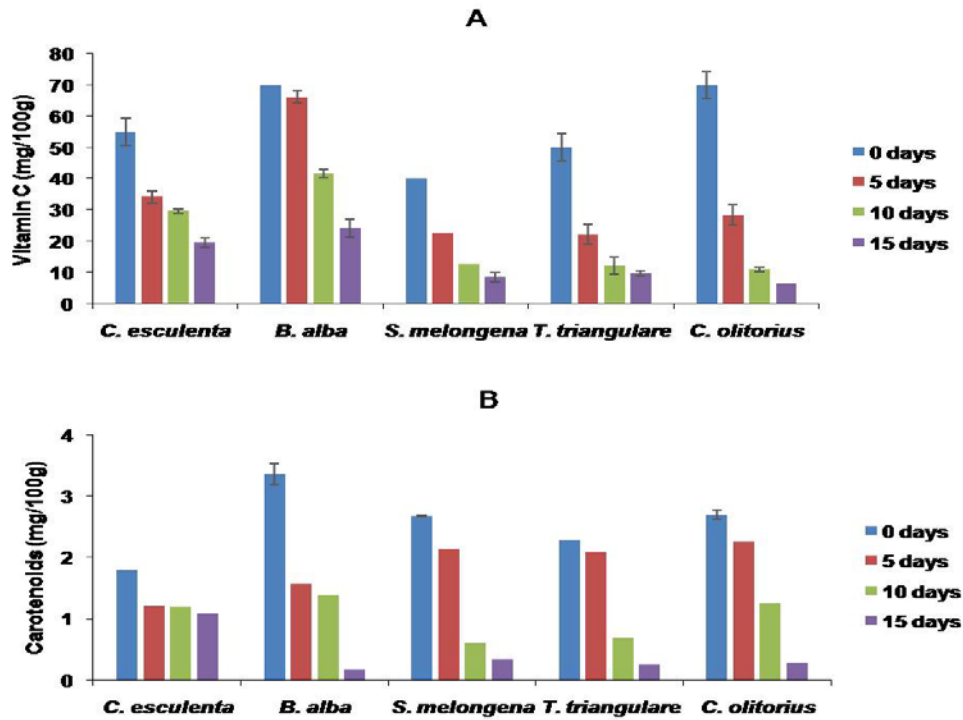 A
Vitamin C (mg/100g)
80
70
60
50
40
30
20
10
0
C. esculenta B. alba S. melongena T. triangulare C. olitorius
0 days
5 days
10 days
15 days
B
Carotenoids (mg/100g)
4
3
2
1
0
C. esculenta B. alba S. melongena T. triangulare C. olitorius
0 days
5 days
10 days
15 days